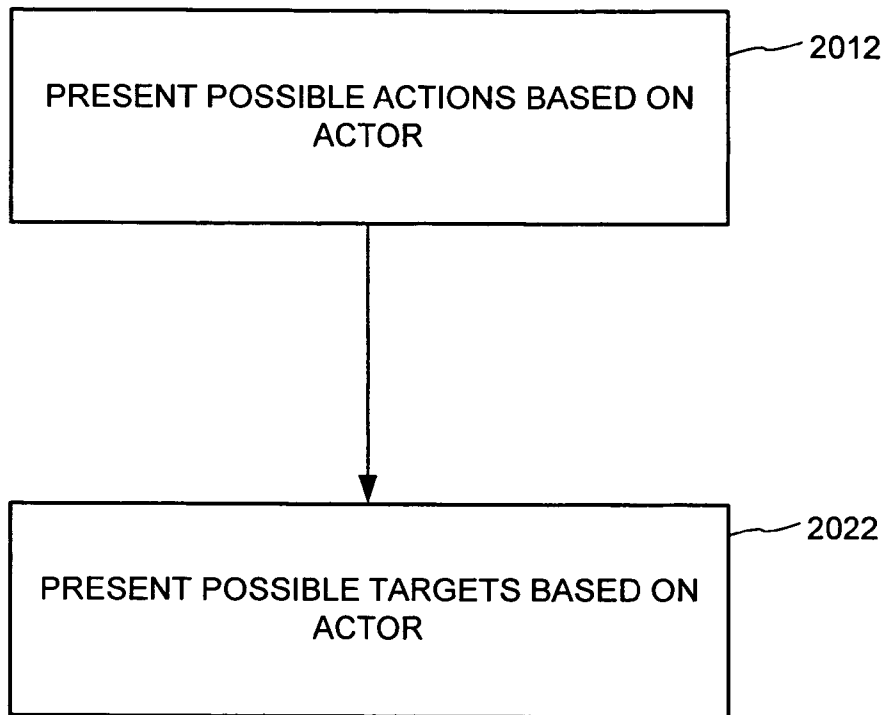 2012
PRESENT POSSIBLE ACTIONS BASED ON
ACTOR
2022
PRESENT POSSIBLE TARGETS BASED ON
ACTOR